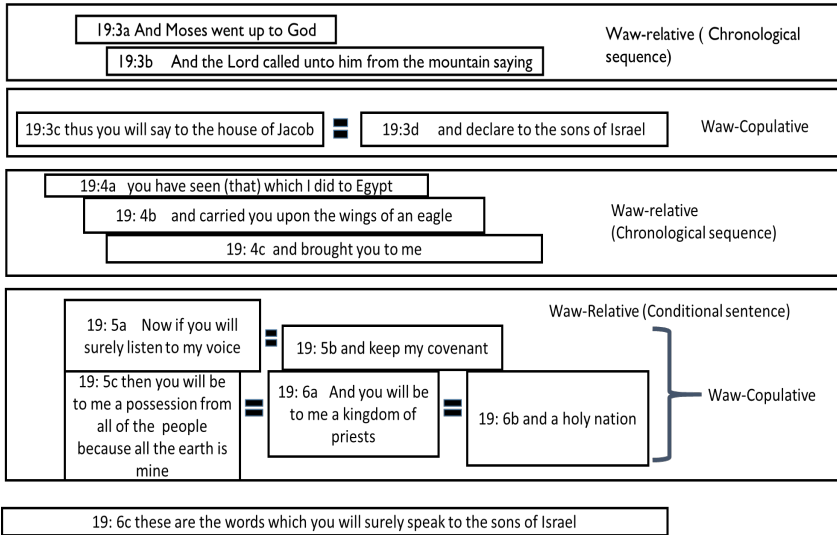 19:3a And Moses went up to God
Waw-relative ( Chronological
sequence)
19:3b And the Lord called unto him from the mountain saying
19:3c thus you will say to the house of Jacob = 19:3d and declare to the sons of Israel
Waw-Copulative
19:4a you have seen (that) which I did to Egypt
19: 4b and carried you upon the wings of an eagle
19: 4c and brought you to me
Waw-relative
(Chronological sequence)
Waw-Relative (Conditional sentence)
19: 5a Now if you will
surely listen to my voice
=
19: 5b and keep my covenant
19: 5c then you will be
to me a possession from
all of the people
because all the earth is
mine
=
19: 6a And you will be
to me a kingdom of
priests
=
19: 6b and a holy nation
Waw-Copulative
19: 6c these are the words which you will surely speak to the sons of Israel